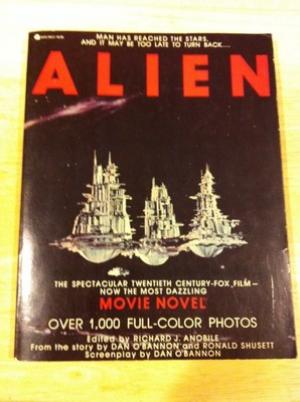 MAN HAS REACHED THE STARS.
AND IT MAY BE TOO LATE TO TURN BACK....
ALIEN
THE SPECTACULAR TWENTIETH CENTURY-FOX FILM—
NOW THE MOST DAZZLING
MOVIE NOVEL
OVER 1,000 FULL-COLOR PHOTOS
Edited by RICHARD J. ANOBILE
From the story by DAN O'BANNON and RONALD SHUSETT
Screenplay by DAN O'BANNON